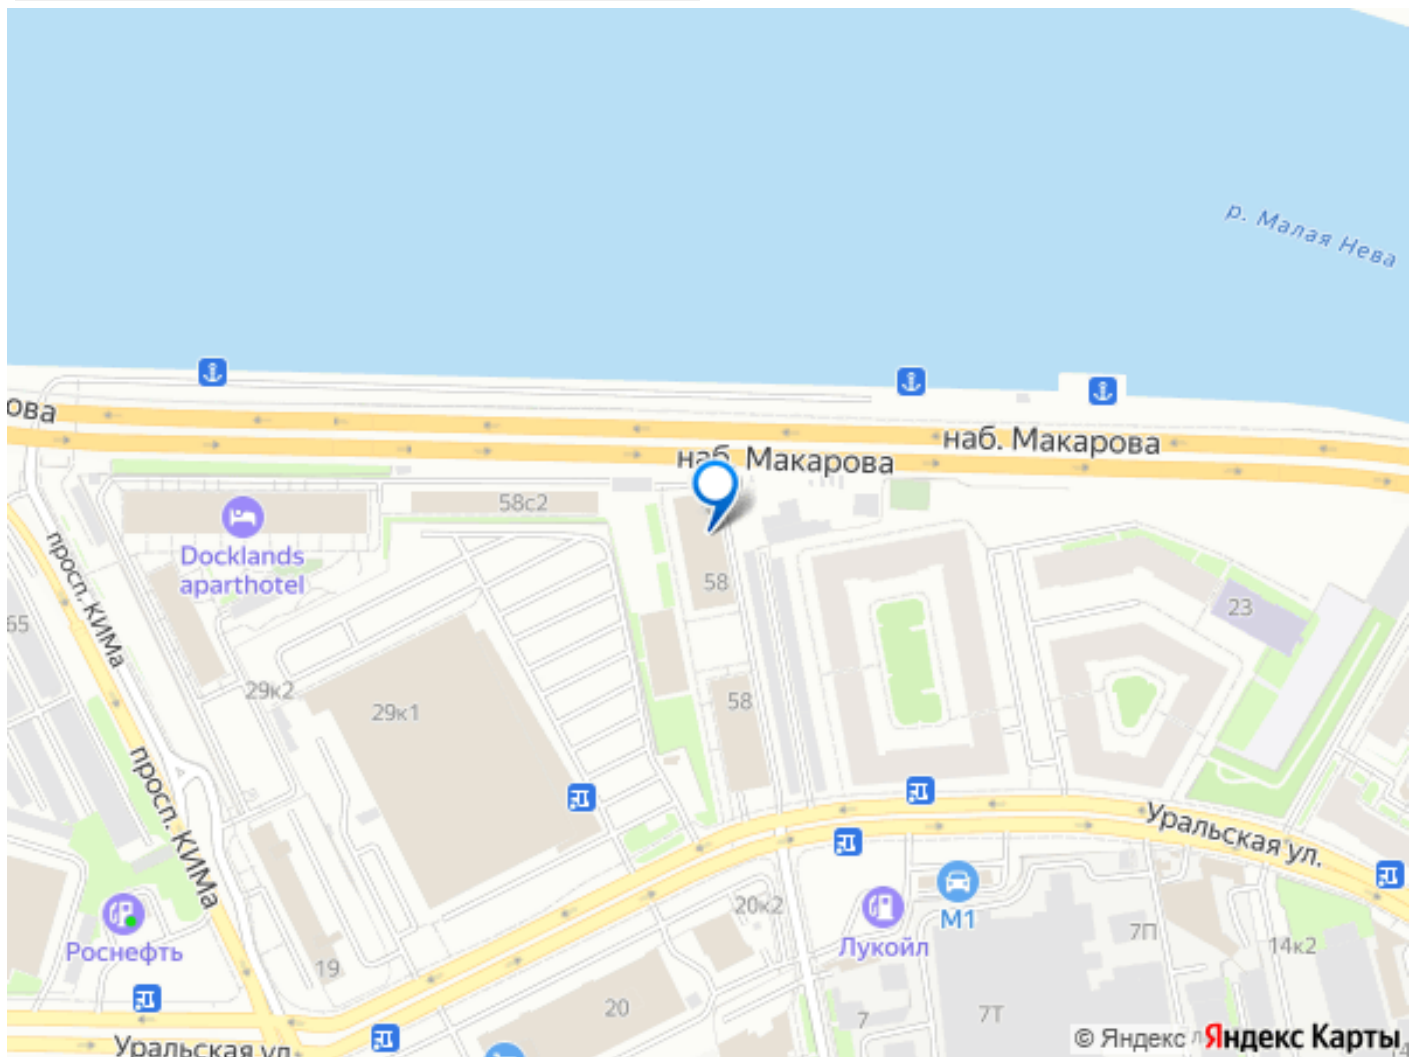 р. Малая Нева
наб. Макарова
наб. Макарова
ова
58с2
Docklands
aparthotel
просп. КИМа
65
58
23
29к2
29к1
58
просп. КИМа
Уральская ул.
20к2
М1
Лукойл
Роснефть
7П
14к2
19
20
7
7Т
Уральская ул.
© Яндекс
Яндекс Карты